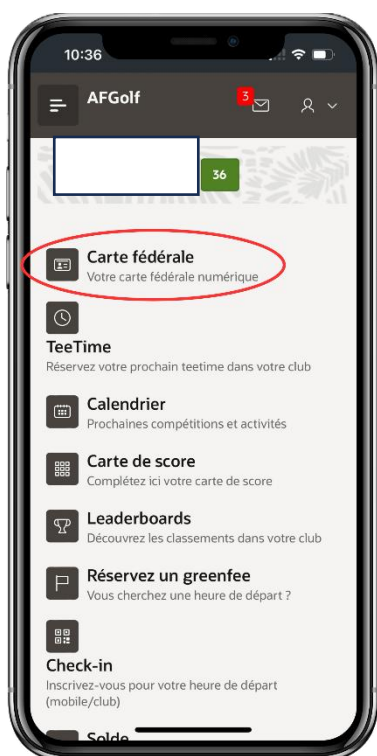 10:36
AFGolf
3
36
Carte fédérale
Votre carte fédérale numérique
TeeTime
Réservez votre prochain teetime dans votre club
Calendrier
Prochaines compétitions et activités
Carte de score
Complétez ici votre carte de score
Leaderboards
Découvrez les classements dans votre club
Réservez un greenfee
Vous cherchez une heure de départ ?
Check-in
Inscrivez-vous pour votre heure de départ
(mobile/club)
Solde